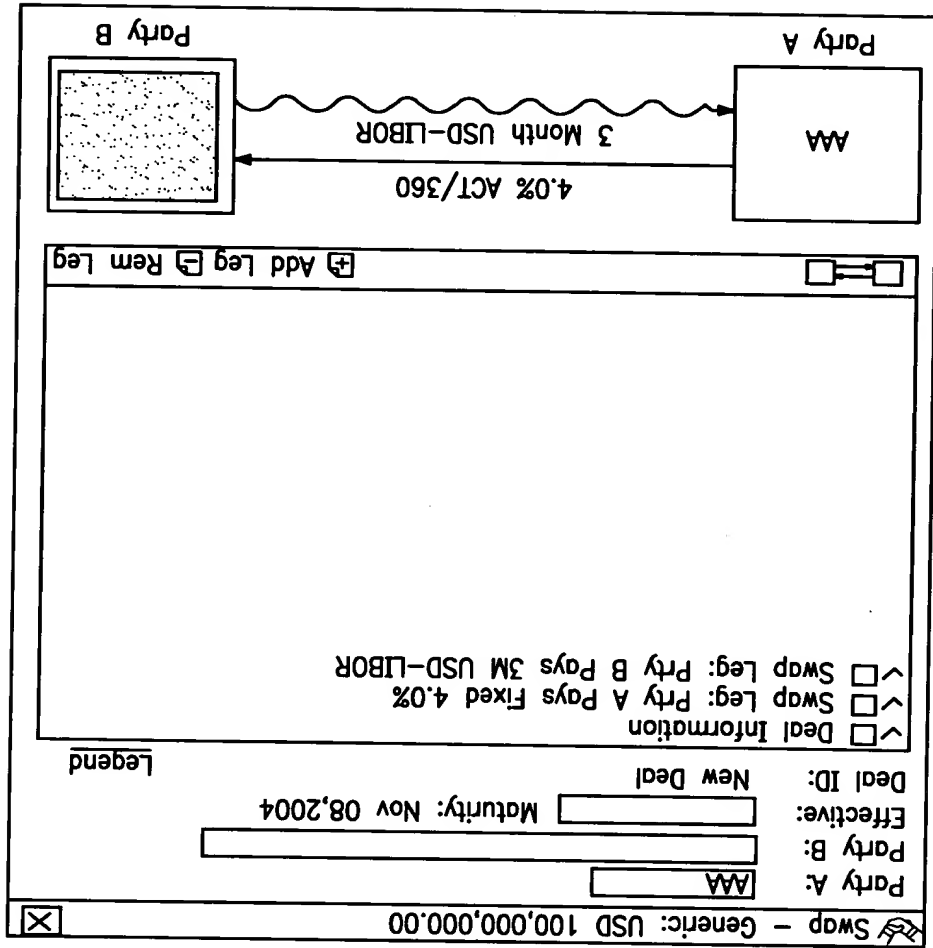 Swap – Generic: USD 100,000,000.00
Party A: AAA
Party B:
Effective: Maturity: Nov 08,2004
Deal ID: New Deal
Legend
Deal Information
Swap Leg: Prty A Pays Fixed 4.0%
Swap Leg: Prty B Pays 3M USD-LIBOR
Add Leg Rem Leg
4.0% ACT/360
AAA
3 Month USD-LIBOR
Party A Party B